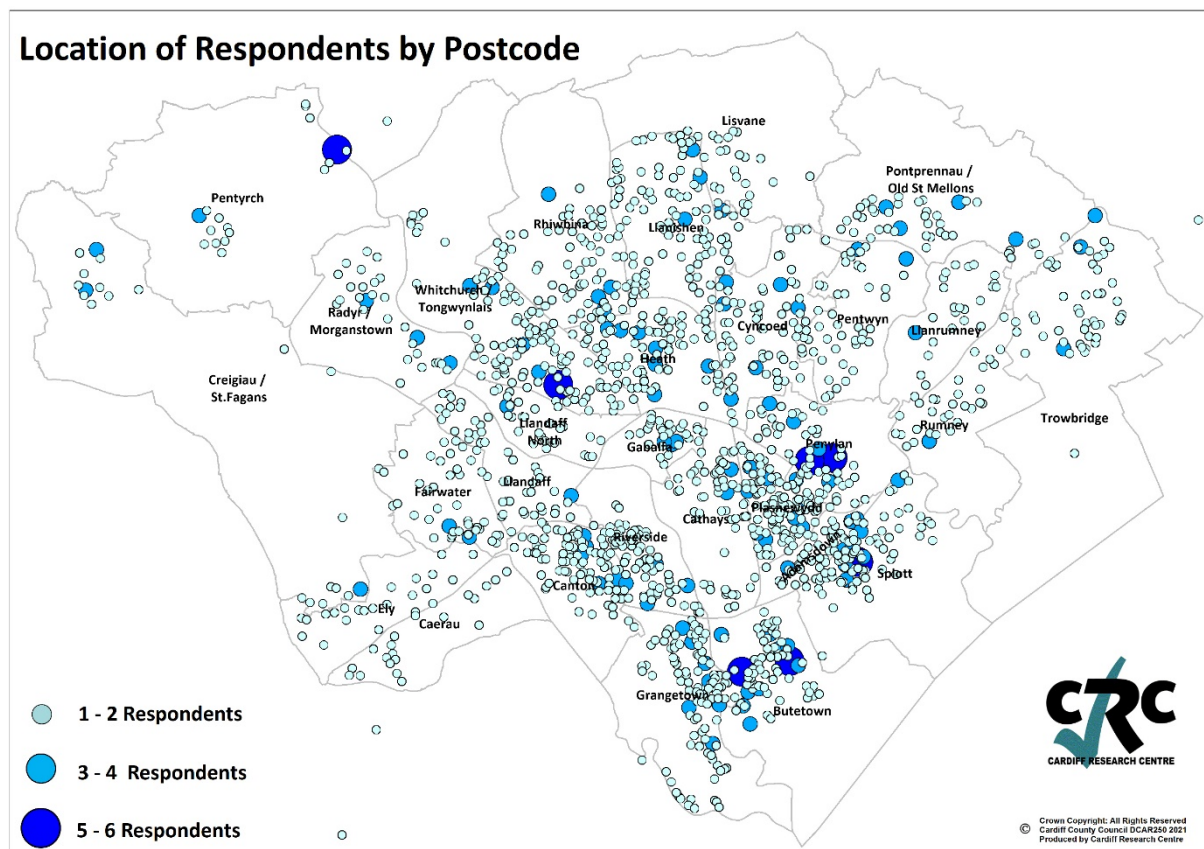 Location of Respondents by Postcode
Lisvane
Pentyrch
Pontprennau /
Old St Mellons
Rhiwbina
Llanishen
Whitchurch /
Tongwynlais
Radyr /
Morganstown
Cyncoed
Pentwyn
Llanrumney
Heath
Creigiau /
St.Fagans
Trowbridge
Llandaff
North
Rumney
Gabalfa
Penylan
Llandaff
Fairwater
Plasnewydd
Cathays
Riverside
Adamsdown
Splott
Canton
Ely
Caerau
Grangetown
Butetown
1 - 2 Respondents
3 - 4 Respondents
5 - 6 Respondents
CRC
CARDIFF RESEARCH CENTRE
© Crown Copyright: All Rights Reserved
Cardiff County Council DCAR250 2021
Produced by Cardiff Research Centre